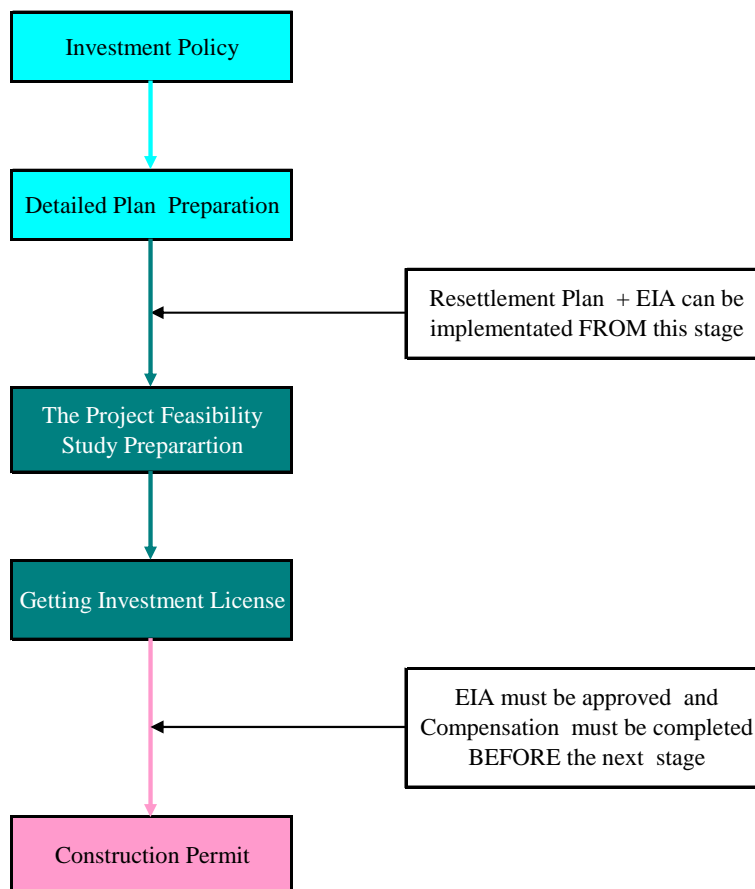 Investment Policy
Detailed Plan  Preparation
Resettlement Plan  + EIA can be
implementated FROM this stage
The Project Feasibility
Study Preparartion
Getting Investment License
EIA must be approved  and
Compensation  must be completed
BEFORE the next  stage
Construction Permit